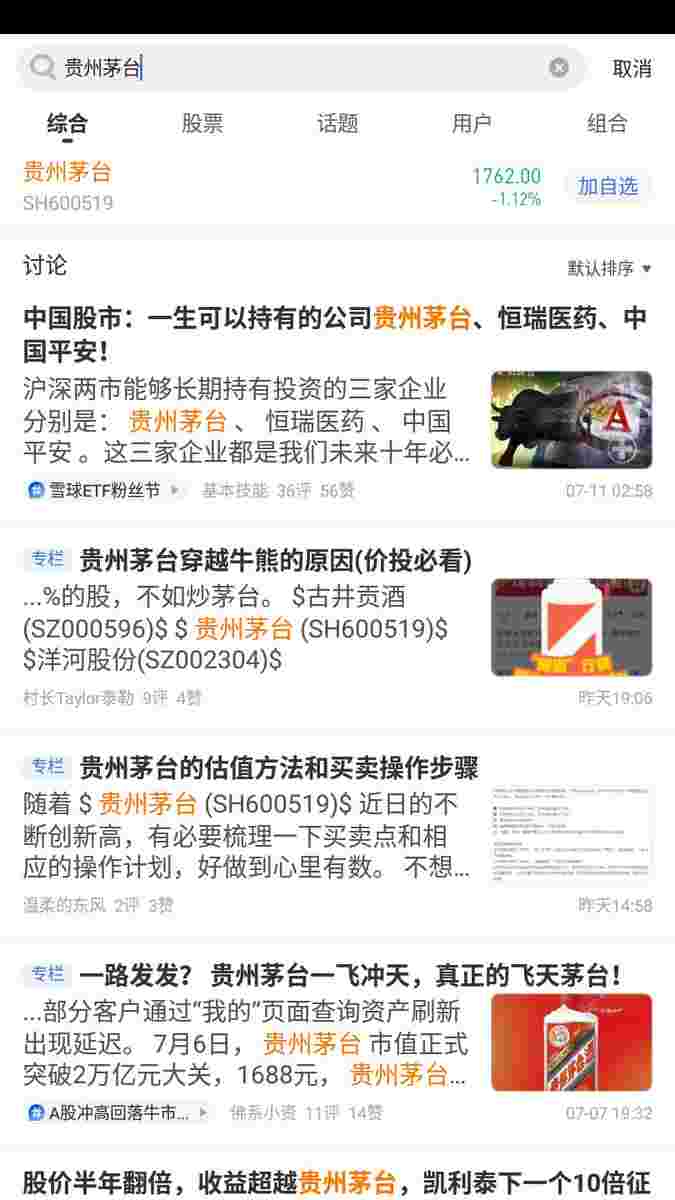 贵州茅台
取消
综合
股票
话题
用户
组合
贵州茅台
1762.00
加自选
SH600519
-1.12%
讨论
默认排序
中国股市：一生可以持有的公司贵州茅台、恒瑞医药、中
国平安！
沪深两市能够长期持有投资的三家企业
分别是： 贵州茅台 、 恒瑞医药 、 中国
平安 。这三家企业都是我们未来十年必...
雪球ETF粉丝节
基本技能 36评 56赞
07-11 02:58
专栏 贵州茅台穿越牛熊的原因(价投必看)
...%的股，不如炒茅台。 $古井贡酒
(SZ000596)$ $ 贵州茅台 (SH600519)$
$洋河股份(SZ002304)$
村长Taylor泰勒 9评 4赞
昨天19:06
专栏 贵州茅台的估值方法和买卖操作步骤
随着 $ 贵州茅台 (SH600519)$ 近日的不
断创新高，有必要梳理一下买卖点和相
应的操作计划，好做到心里有数。 不想...
温柔的东风 2评 3赞
昨天14:58
专栏 一路发发？ 贵州茅台一飞冲天，真正的飞天茅台！
...部分客户通过“我的”页面查询资产刷新
出现延迟。 7月6日， 贵州茅台 市值正式
突破2万亿元大关，1688元， 贵州茅台...
A股冲高回落牛市...
佛系小资 11评 14赞
07-07 19:32
股价半年翻倍，收益超越贵州茅台，凯利泰下一个10倍征